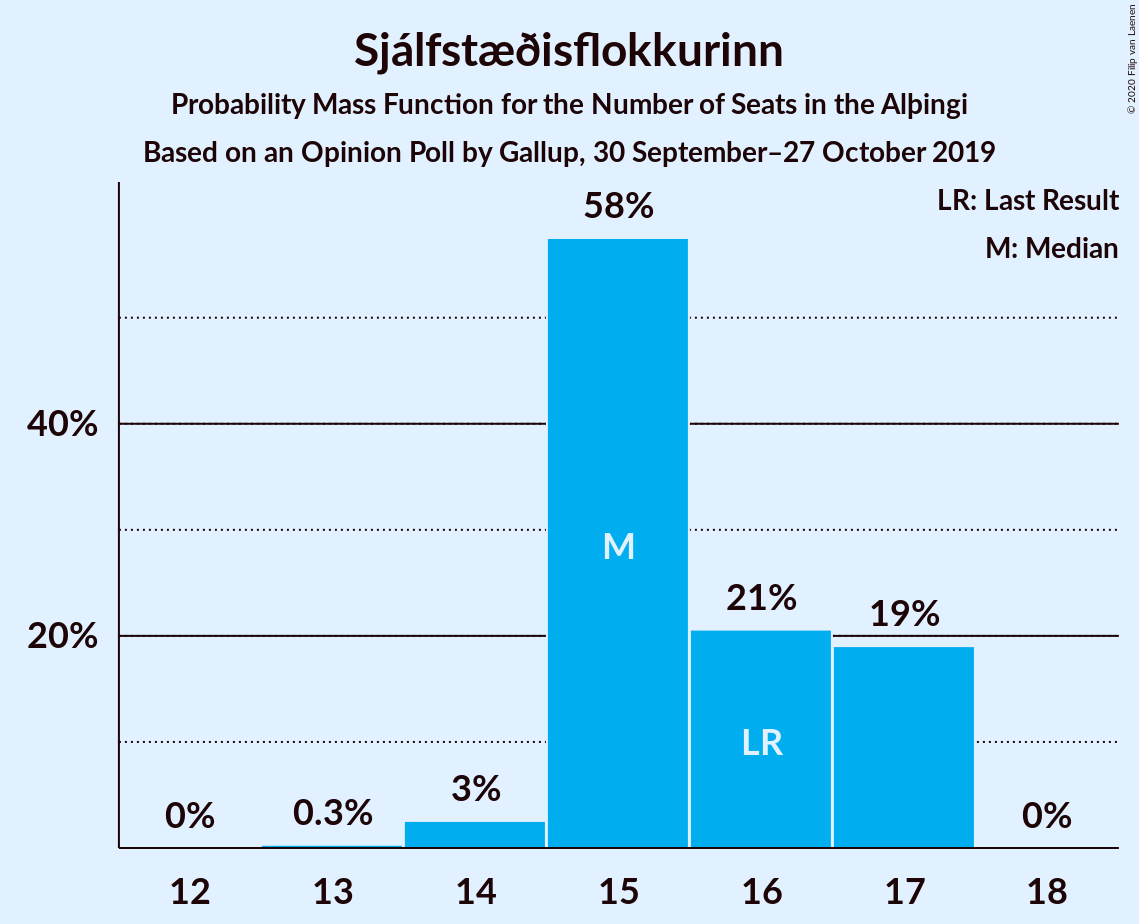 Sjálfstæðisflokkurinn
Probability Mass Function for the Number of Seats in the Alþingi
Based on an Opinion Poll by Gallup, 30 September–27 October 2019
© 2020 Filip van Laenen
LR: Last Result
M: Median
58%
40%
M
21%
19%
20%
LR
3%
0%
0.3%
0%
12
13
14
15
16
17
18